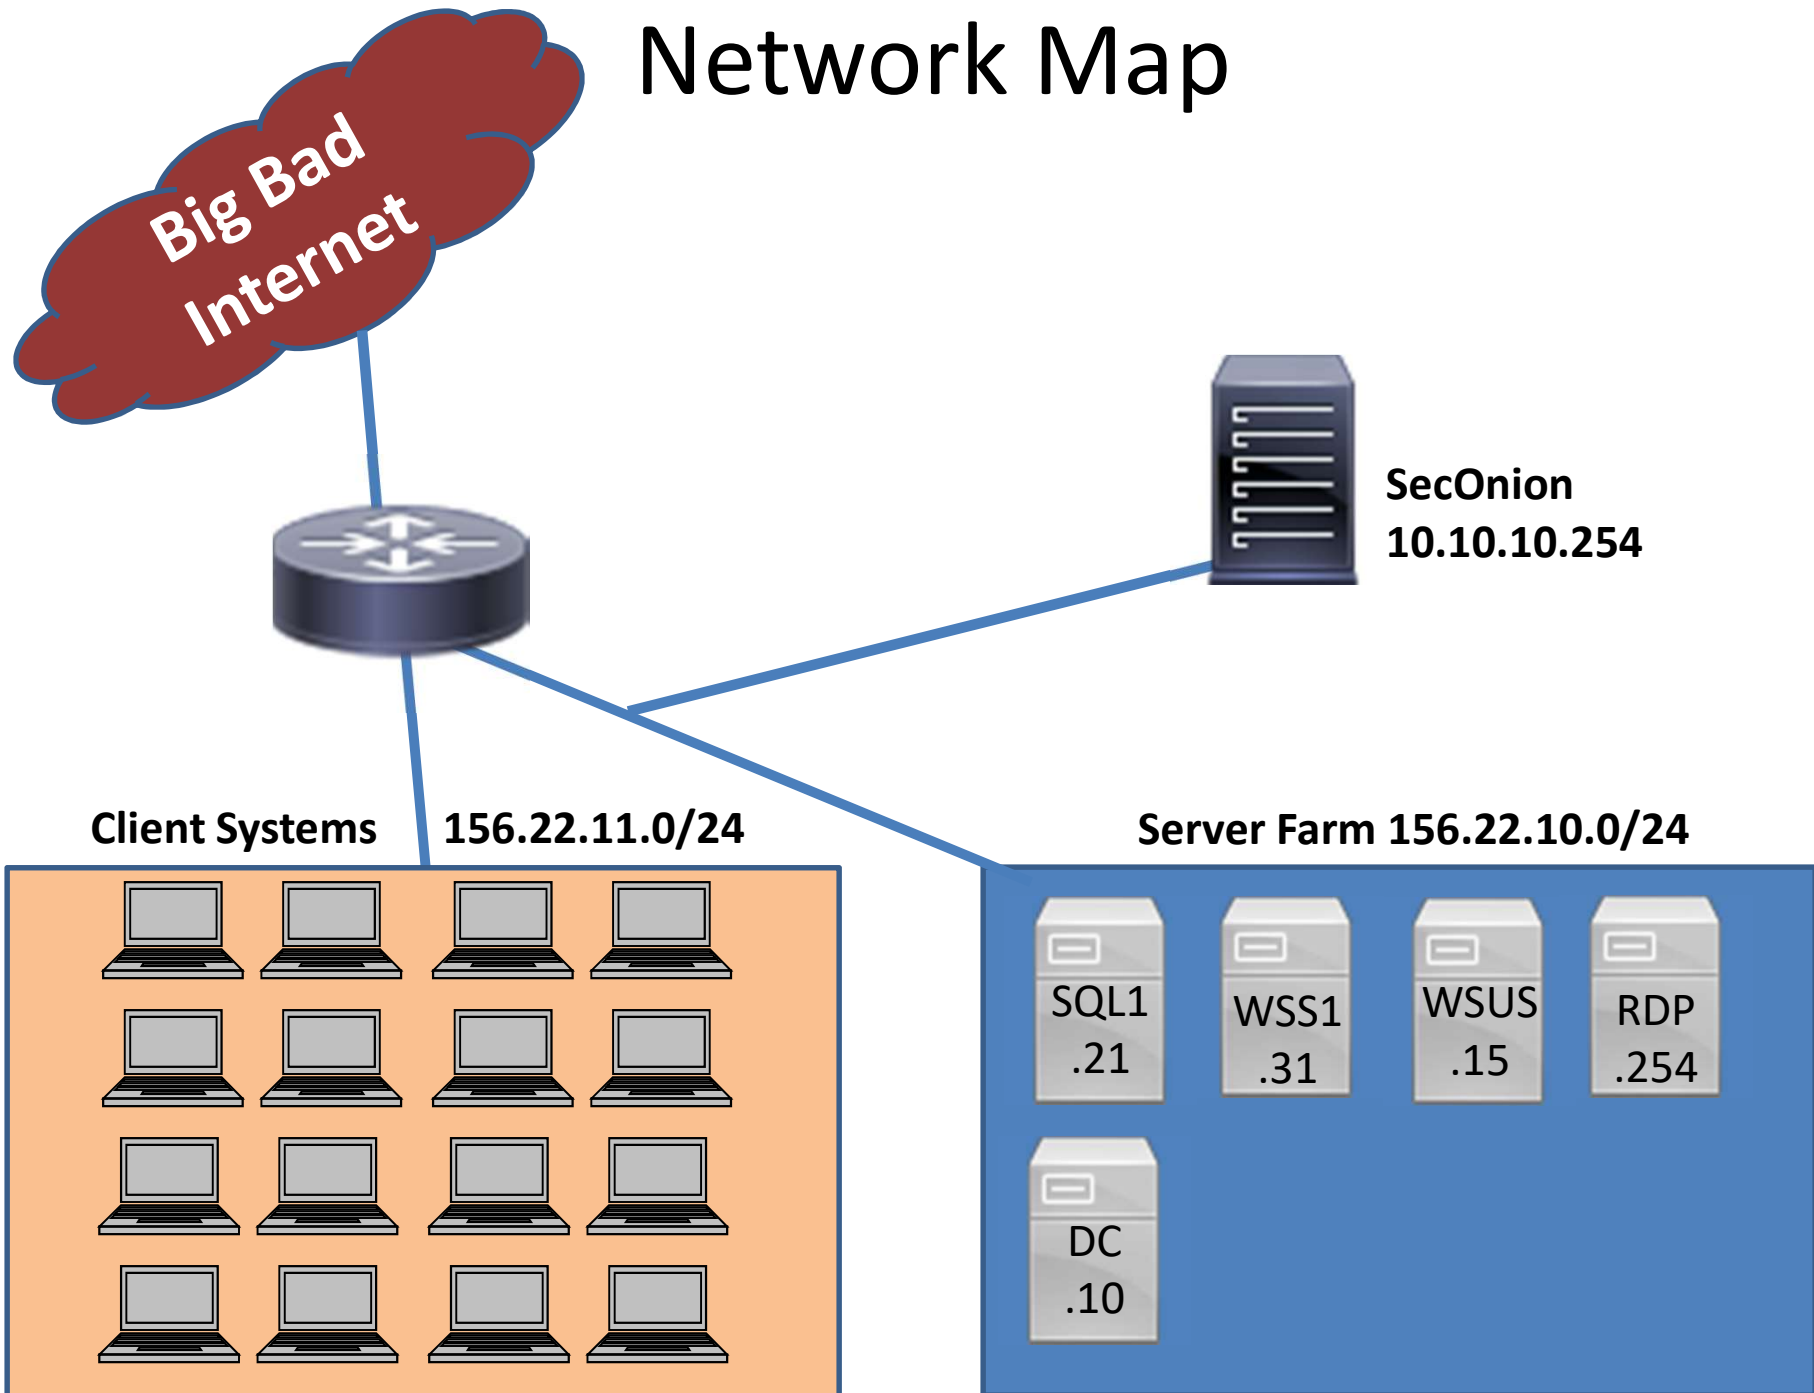 Network Map
Big Bad
Internet
SecOnion
10.10.10.254
Client Systems 156.22.11.0/24
Server Farm 156.22.10.0/24
SQL1
.21
WSS1
.31
WSUS
.15
RDP
.254
DC
.10